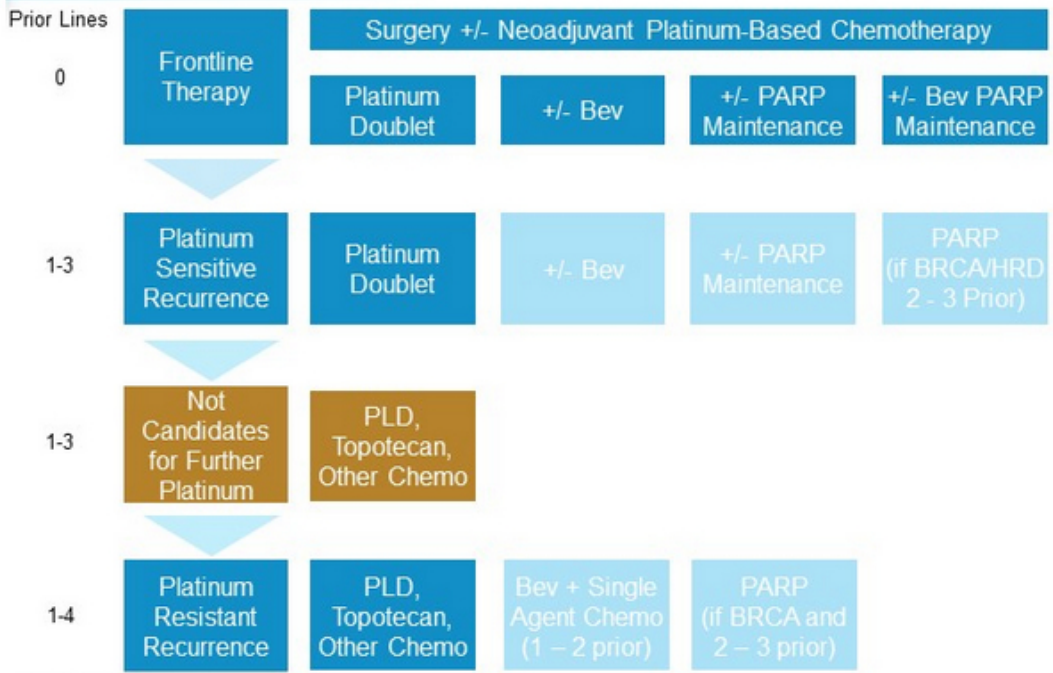 Prior Lines
0
Frontline
Therapy
Surgery +/- Neoadjuvant Platinum-Based Chemotherapy
Platinum
Doublet
+/- Bev
+/- PARP
Maintenance
+/- Bev PARP
Maintenance
1-3
Platinum
Sensitive
Recurrence
Platinum
Doublet
+/- Bev
+/- PARP
Maintenance
PARP
(if BRCA/HRD
2 - 3 Prior)
1-3
Not
Candidates
for Further
Platinum
PLD,
Topotecan,
Other Chemo
1-4
Platinum
Resistant
Recurrence
PLD,
Topotecan,
Other Chemo
Bev + Single
Agent Chemo
(1 – 2 prior)
PARP
(if BRCA and
2 – 3 prior)